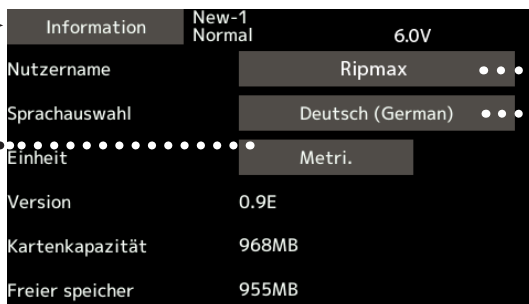 Information New-1
Normal 6.0V
Nutzername Ripmax
Sprachauswahl Deutsch (German)
Einheit Metri.
Version 0.9E
Kartenkapazität 968MB
Freier speicher 955MB